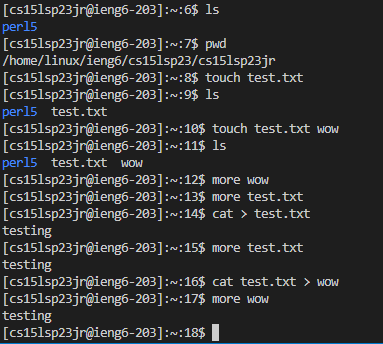 [cs15lsp23jr@ieng6-203]:~:6$ ls
perl5
[cs15lsp23jr@ieng6-203]:~:7$ pwd
/home/linux/ieng6/cs15lsp23/cs15lsp23jr
[cs15lsp23jr@ieng6-203]:~:8$ touch test.txt
[cs15lsp23jr@ieng6-203]:~:9$ ls
perl5  test.txt
[cs15lsp23jr@ieng6-203]:~:10$ touch test.txt wow
[cs15lsp23jr@ieng6-203]:~:11$ ls
perl5  test.txt  wow
[cs15lsp23jr@ieng6-203]:~:12$ more wow
[cs15lsp23jr@ieng6-203]:~:13$ more test.txt
[cs15lsp23jr@ieng6-203]:~:14$ cat > test.txt
testing
[cs15lsp23jr@ieng6-203]:~:15$ more test.txt
testing
[cs15lsp23jr@ieng6-203]:~:16$ cat test.txt > wow
[cs15lsp23jr@ieng6-203]:~:17$ more wow
testing
[cs15lsp23jr@ieng6-203]:~:18$